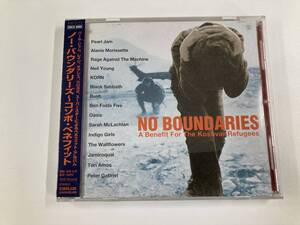 ノー・バウンダリーズ〜コソボ・ベネフィット
Pearl Jam
Alanis Morissette
Rage Against The Machine
Neil Young
KORN
Black Sabbath
Bush
Ben Folds Five
Oasis
Sarah McLachlan
Indigo Girls
The Wallflowers
Jamiroquai
Tori Amos
Peter Gabriel
NO BOUNDARIES
A Benefit For The Kosovar Refugees